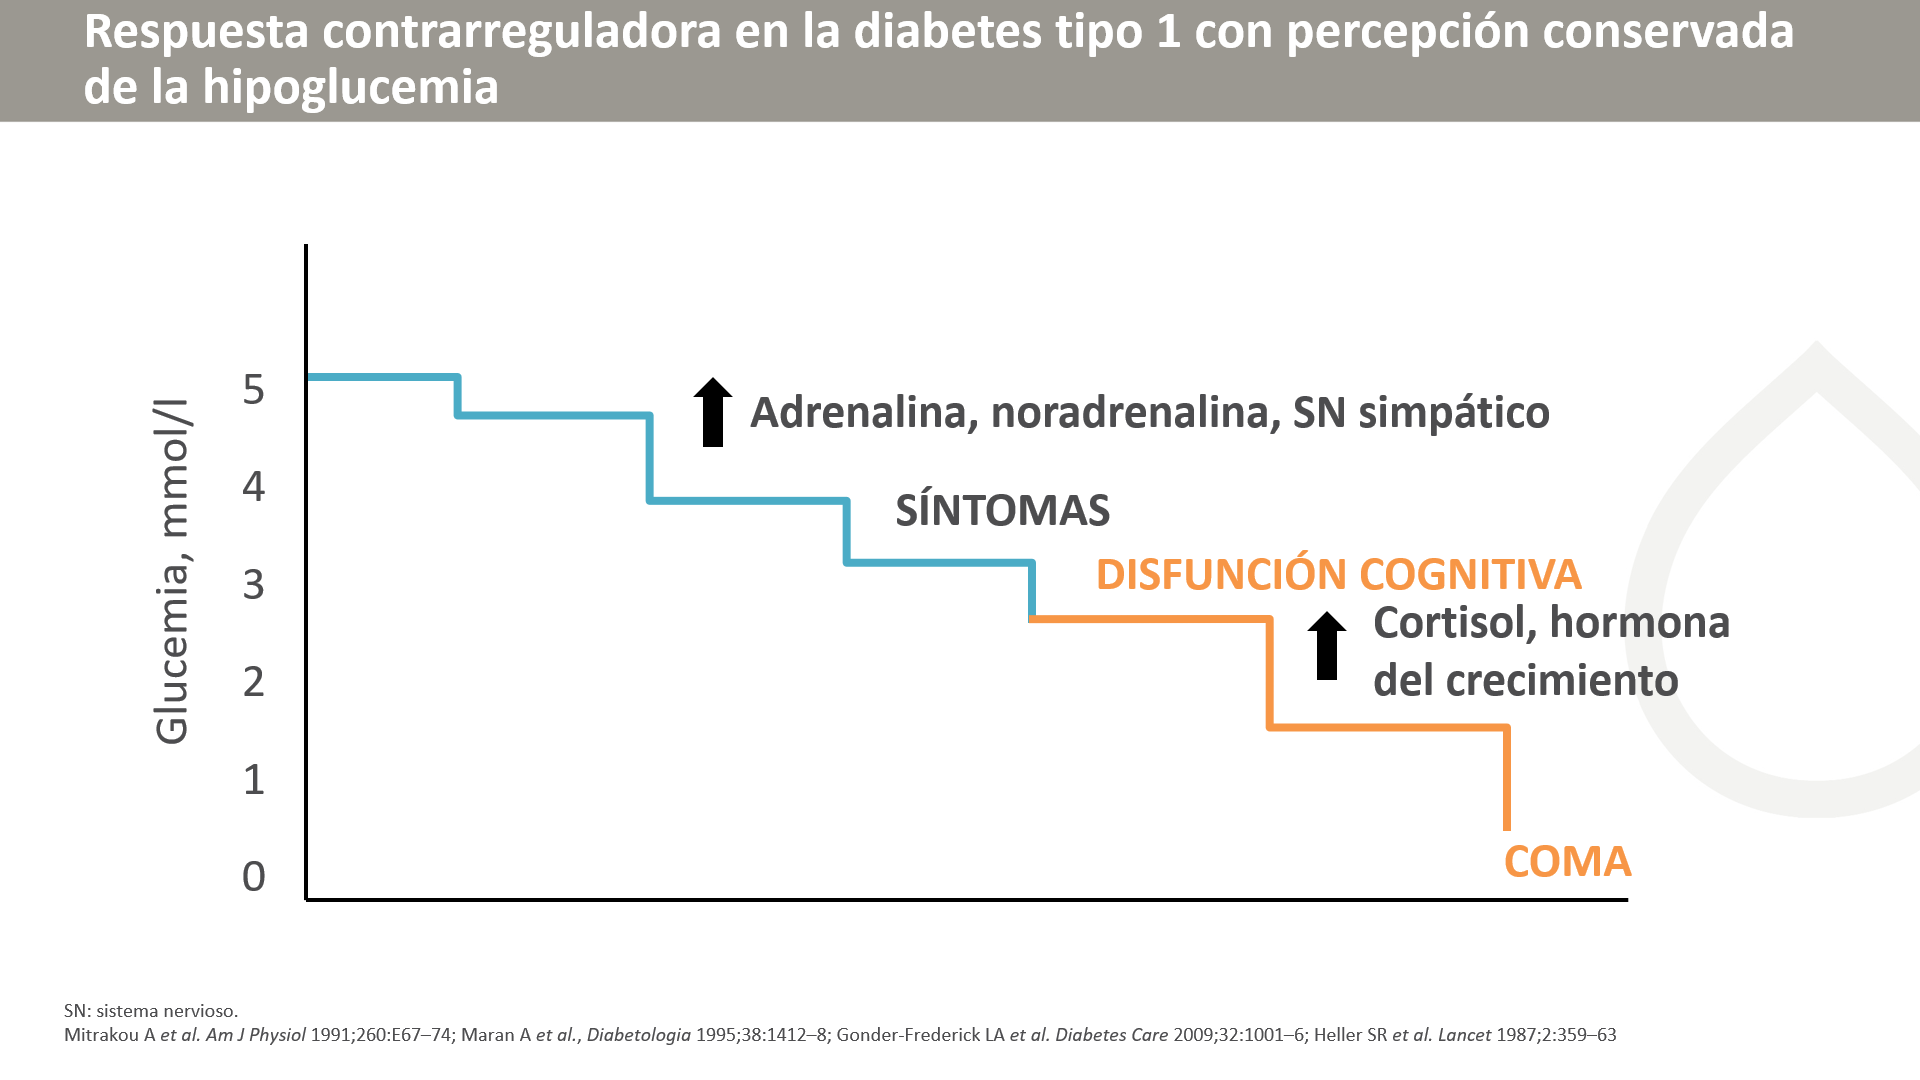 Respuesta contrarreguladora en la diabetes tipo 1 con percepción conservada
de la hipoglucemia
Glucemia, mmol/l
5
4
3
2
1
0
Adrenalina, noradrenalina, SN simpático
SÍNTOMAS
DISFUNCIÓN COGNITIVA
Cortisol, hormona
del crecimiento
COMA
SN: sistema nervioso.
Mitrakou A et al. Am J Physiol 1991;260:E67–74; Maran A et al., Diabetologia 1995;38:1412–8; Gonder-Frederick LA et al. Diabetes Care 2009;32:1001–6; Heller SR et al. Lancet 1987;2:359–63